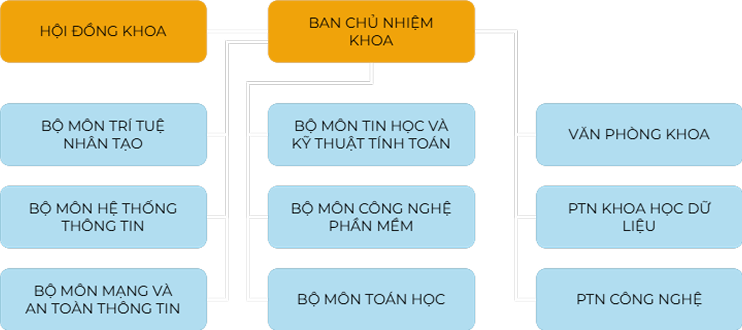 HỘI ĐỒNG KHOA
BAN CHỦ NHIỆM
KHOA
BỘ MÔN TRÍ TUỆ
NHÂN TẠO
BỘ MÔN TIN HỌC VÀ
KỸ THUẬT TÍNH TOÁN
VĂN PHÒNG KHOA
BỘ MÔN HỆ THỐNG
THÔNG TIN
BỘ MÔN CÔNG NGHỆ
PHẦN MỀM
PTN KHOA HỌC DỮ
LIỆU
BỘ MÔN MẠNG VÀ
AN TOÀN THÔNG TIN
BỘ MÔN TOÁN HỌC
PTN CÔNG NGHỆ